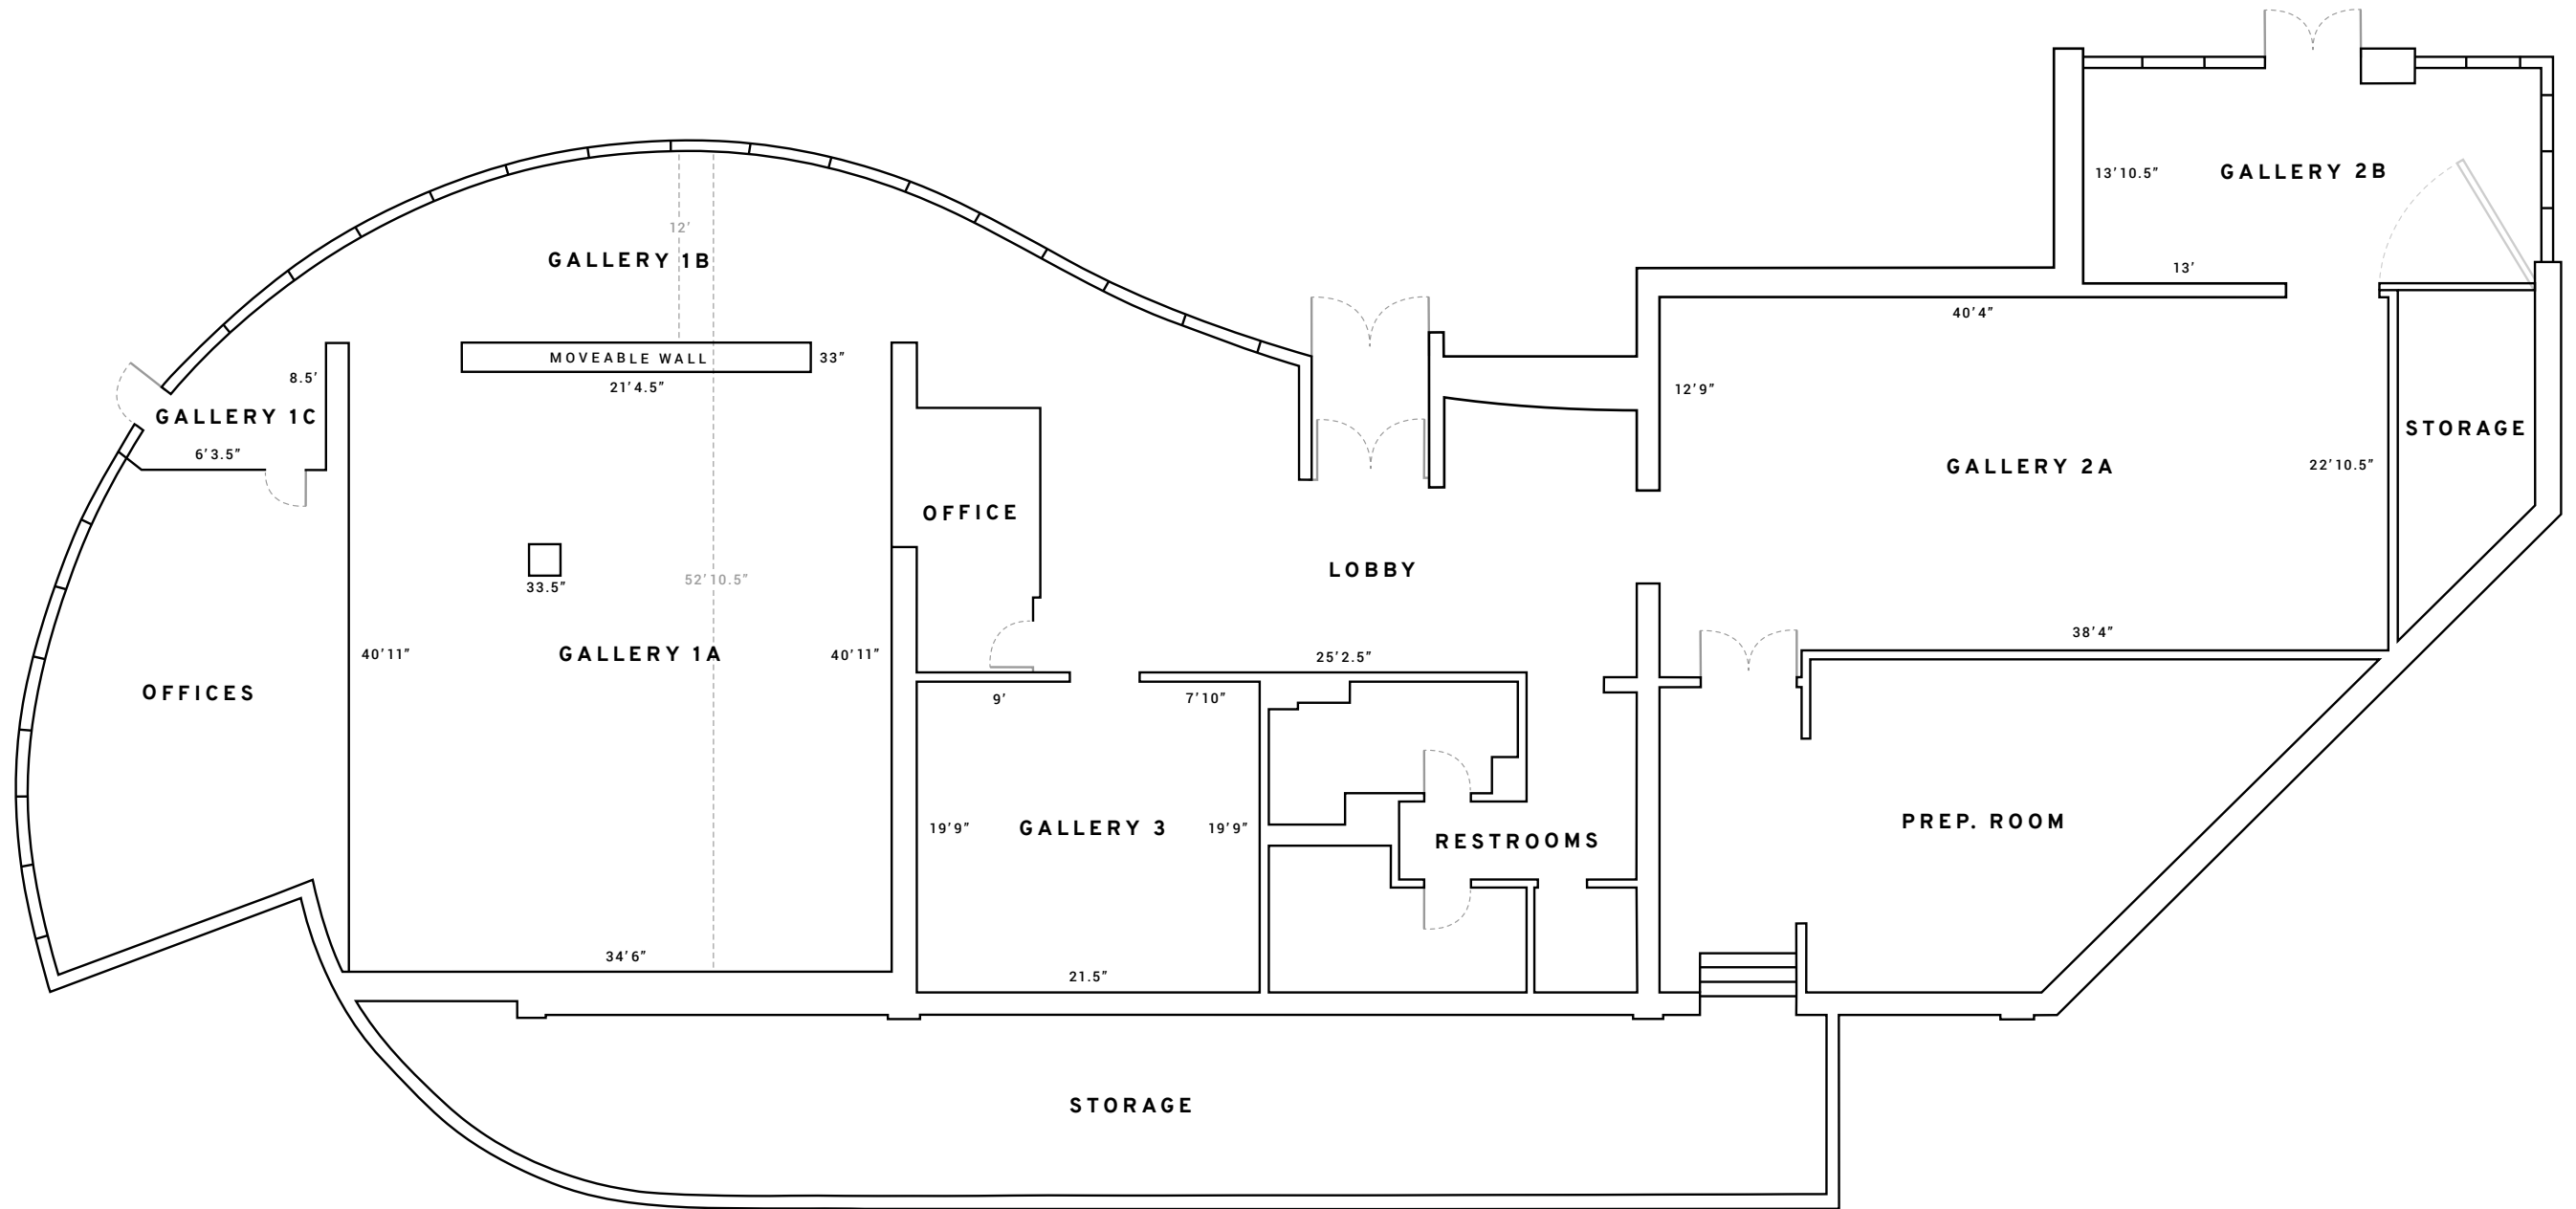 GALLERY 2B
13’10.5”
12’
GALLERY 1B
13’
40’4”
MOVEABLE WALL
33”
8.5’
21’4.5”
12’9”
GALLERY 1C
STORAGE
6’3.5”
GALLERY 2A
22’10.5”
OFFICE
LOBBY
52’10.5”
33.5”
38’4”
40’11”
GALLERY 1A
40’11”
25’2.5”
OFFICES
9’
7’10”
PREP. ROOM
19’9”
GALLERY 3
19’9”
RESTROOMS
34’6”
21.5”
STORAGE